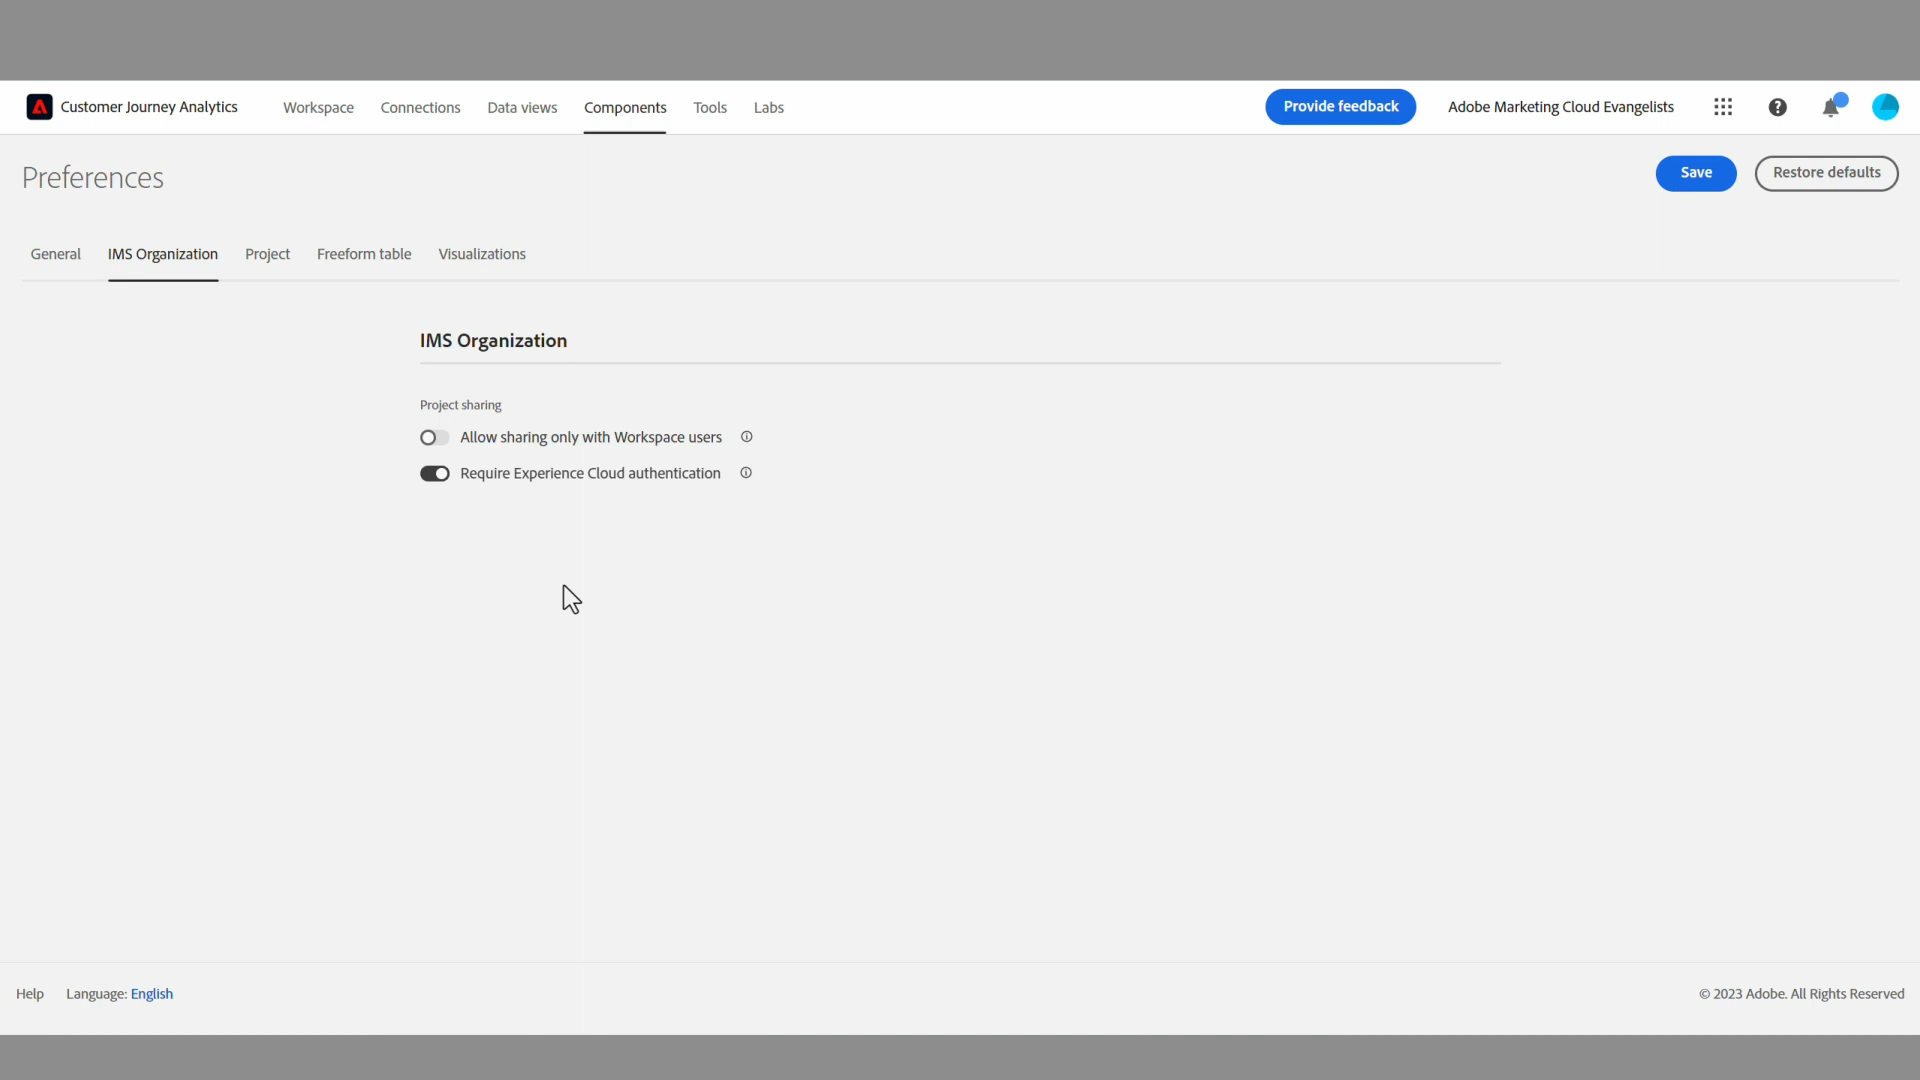 Customer Journey Analytics Workspace Connections Data views Components Tools Labs Provide feedback Adobe Marketing Cloud Evangelists
Preferences Save Restore defaults
General IMS Organization Project Freeform table Visualizations
IMS Organization
Project sharing
Allow sharing only with Workspace users
Require Experience Cloud authentication
Help Language: English © 2023 Adobe. All Rights Reserved